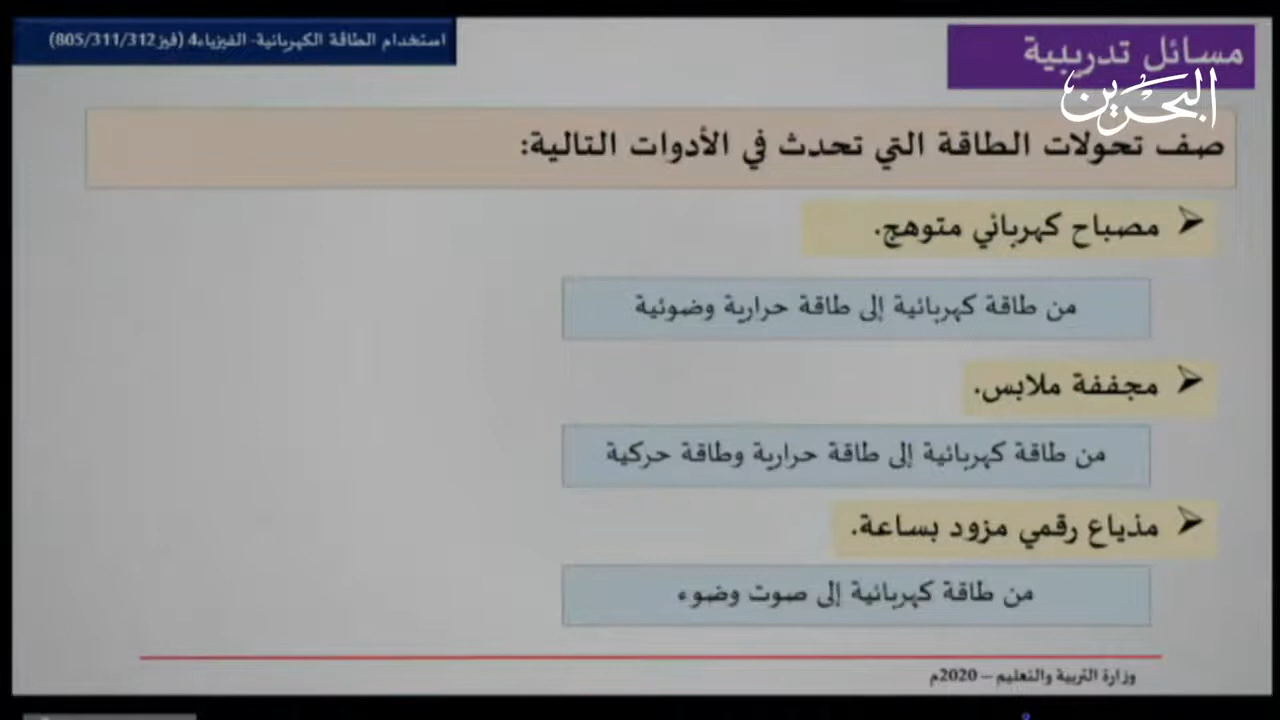 استخدام الطاقة الكهربائية- الفيزياء4 (فيز312/311/805)
مسائل تدريبية
البحرين
صف تحولات الطاقة التي تحدث في الأدوات التالية:
مصباح كهربائي متوهج.
من طاقة كهربائية إلى طاقة حرارية وضوئية
مجففة ملابس.
من طاقة كهربائية إلى طاقة حرارية وطاقة حركية
مذياع رقمي مزود بساعة.
من طاقة كهربائية إلى صوت وضوء
وزارة التربية والتعليم – 2020م